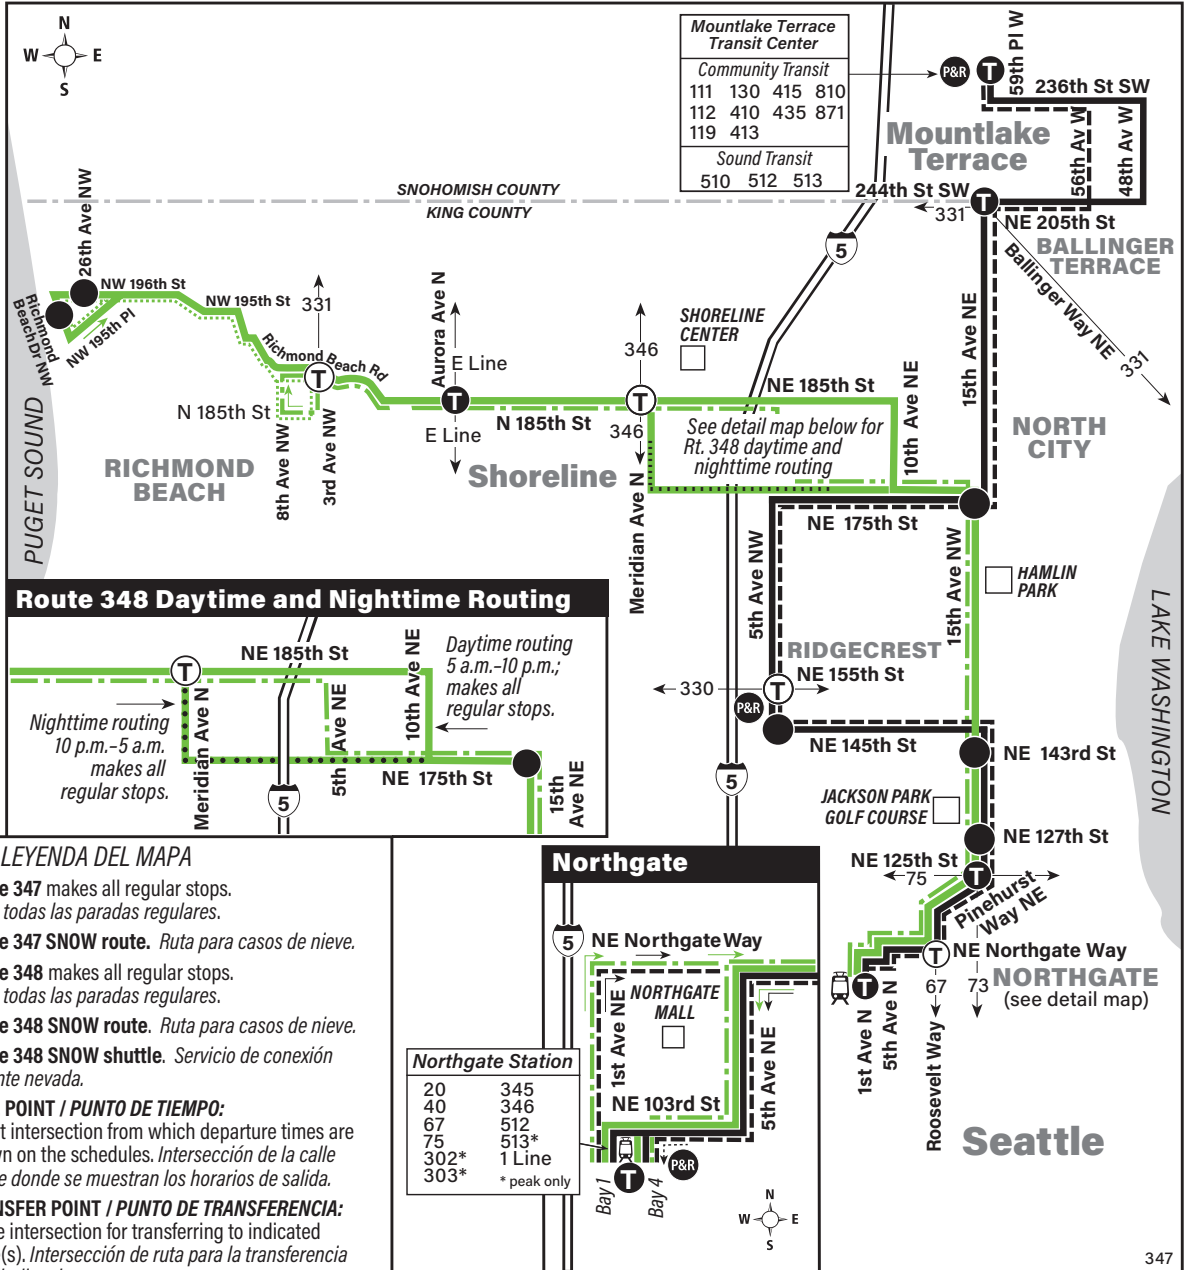 N
W E
S
Mountlake Terrace
Transit Center
Community Transit
111 130 415 810
112 410 435 871
119 413
Sound Transit
510 512 513
P&R
T
59th Pl W
236th St SW
Mountlake
Terrace
56th Av W
48th Av W
SNOHOMISH COUNTY
KING COUNTY
244th St SW
T
331
NE 205th St
BALLINGER
TERRACE
Ballinger Way NE
331
5
26th Ave NW
NW 196th St
NW 195th St
Richmond
Beach Dr NW
NW 195th Pl
331
Richmond Beach Rd
T
N 185th St
8th Ave NW
3rd Ave NW
PUGET SOUND
RICHMOND
BEACH
Aurora Ave N
E Line
T
E Line
N 185th St
Shoreline
346
T
346
Meridian Ave N
SHORELINE
CENTER
NE 185th St
See detail map below for
Rt. 348 daytime and
nighttime routing
10th Ave NE
15th Ave NE
NORTH
CITY
NE 175th St
5th Ave NW
15th Ave NW
HAMLIN
PARK
RIDGECREST
330
T
NE 155th St
P&R
NE 145th St
NE 143rd St
5
JACKSON PARK
GOLF COURSE
NE 127th St
NE 125th St
75
T
Pinehurst
Way NE
T
NE Northgate Way
NORTHGATE
(see detail map)
67
73
T
1st Ave N
5th Ave N
Roosevelt Way
Seattle
LAKE WASHINGTON
Route 348 Daytime and Nighttime Routing
NE 185th St
T
Daytime routing
5 a.m.–10 p.m.;
makes all
regular stops.
Nighttime routing
10 p.m.–5 a.m.
makes all
regular stops.
Meridian Ave N
5
5th Ave NE
10th Ave NE
NE 175th St
15th
Ave NE
LEYENDA DEL MAPA
e 347 makes all regular stops.
todas las paradas regulares.
e 347 SNOW route. Ruta para casos de nieve.
e 348 makes all regular stops.
todas las paradas regulares.
e 348 SNOW route. Ruta para casos de nieve.
e 348 SNOW shuttle. Servicio de conexión
nte nevada.
POINT / PUNTO DE TIEMPO:
t intersection from which departure times are
n on the schedules. Intersección de la calle
e donde se muestran los horarios de salida.
NSFER POINT / PUNTO DE TRANSFERENCIA:
e intersection for transferring to indicated
(s). Intersección de ruta para la transferencia
Northgate
5
NE Northgate Way
1st Ave NE
NORTHGATE
MALL
5th Ave NE
NE 103rd St
Northgate Station
20 345
40 346
67 512
75 513*
302* 1 Line
303* * peak only
Bay 1
T
Bay 4
P&R
N
W E
S
347